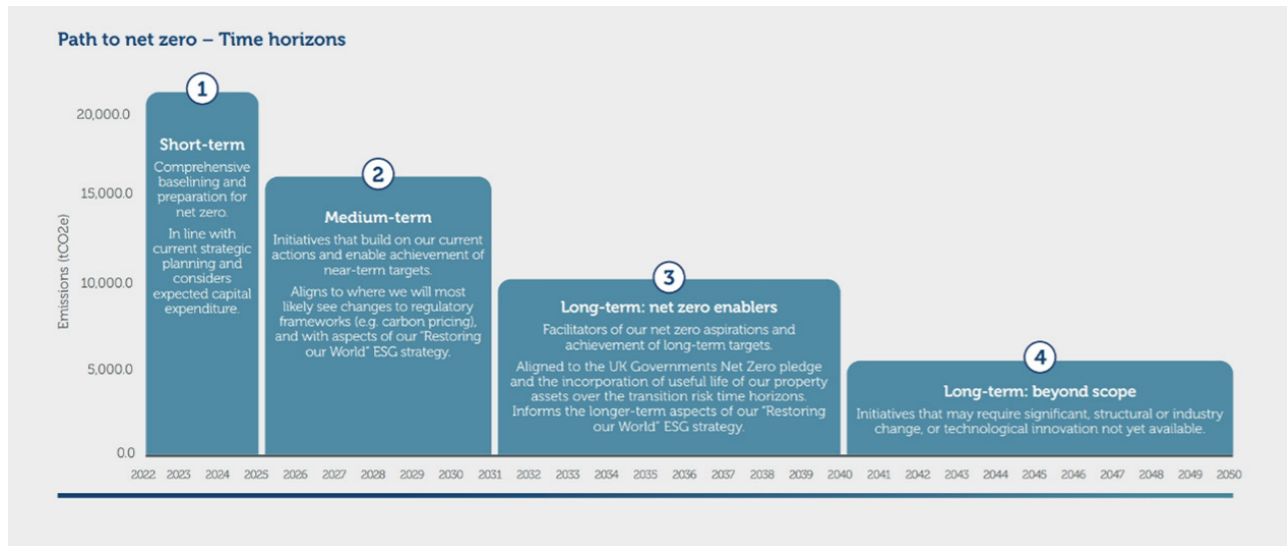 Path to net zero – Time horizons
Emissions (tCO2e)
20,000.0
15,000.0
10,000.0
5,000.0
0.0
1
Short-term
Comprehensive
baselining and
preparation for
net zero.
In line with
current strategic
planning and
considers
expected capital
expenditure.
2
Medium-term
Initiatives that build on our current
actions and enable achievement of
near-term targets.
Aligns to where we will most
likely see changes to regulatory
frameworks (e.g. carbon pricing),
and with aspects of our “Restoring
our World” ESG strategy.
3
Long-term: net zero enablers
Facilitators of our net zero aspirations and
achievement of long-term targets.
Aligned to the UK Governments Net Zero pledge
and the incorporation of useful life of our property
assets over the transition risk time horizons.
Informs the longer-term aspects of our “Restoring
our World” ESG strategy.
4
Long-term: beyond scope
Initiatives that may require significant, structural or industry
change, or technological innovation not yet available.
2022 2023 2024 2025 2026 2027 2028 2029 2030 2031 2032 2033 2034 2035 2036 2037 2038 2039 2040 2041 2042 2043 2044 2045 2046 2047 2048 2049 2050